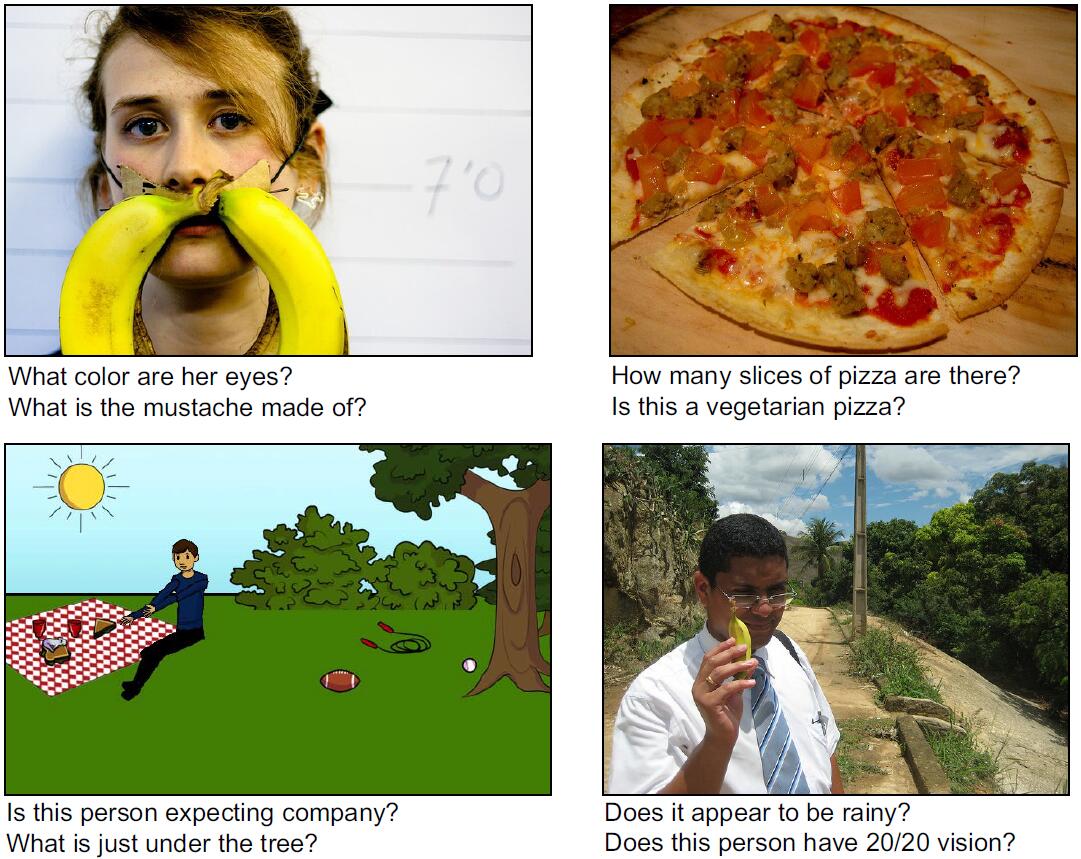 7'0
What color are her eyes?
What is the mustache made of?
How many slices of pizza are there?
Is this a vegetarian pizza?
Is this person expecting company?
What is just under the tree?
Does it appear to be rainy?
Does this person have 20/20 vision?